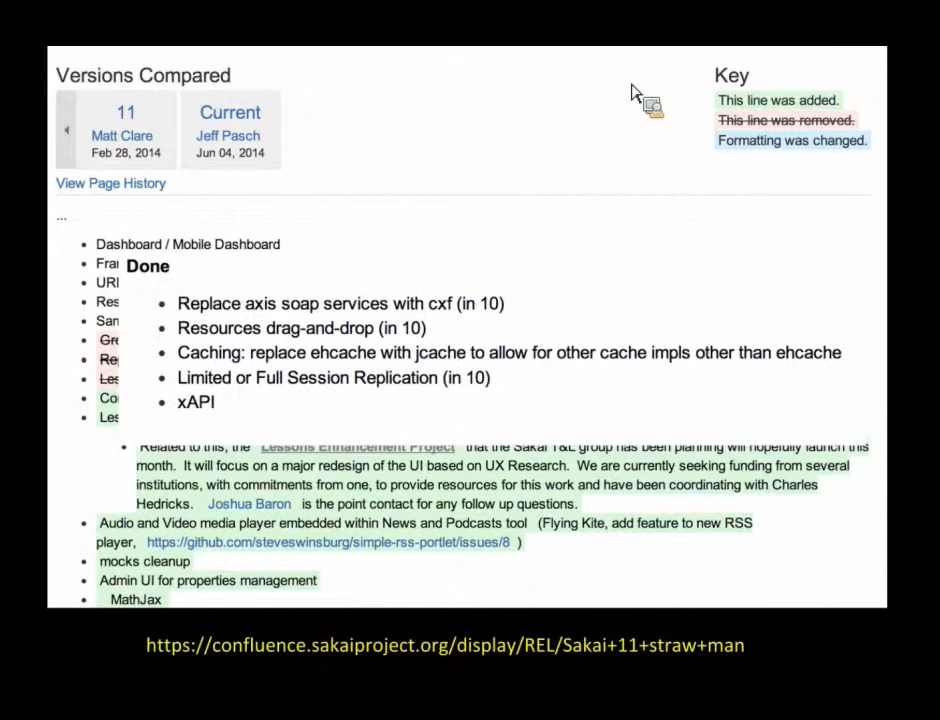 Versions Compared
Key
11
Current
This line was added.
Matt Clare
Jeff Pasch
This line was removed.
Feb 28, 2014
Jun 04, 2014
Formatting was changed.
View Page History
...
Dashboard / Mobile Dashboard
Done
Replace axis soap services with cxf (in 10)
Resources drag-and-drop (in 10)
Caching: replace ehcache with jcache to allow for other cache impls other than ehcache
Limited or Full Session Replication (in 10)
xAPI
Related to this, the Lessons Enhancement Project that the Sakai T&L group has been planning will hopefully launch this
month. It will focus on a major redesign of the UI based on UX Research. We are currently seeking funding from several
institutions, with commitments from one, to provide resources for this work and have been coordinating with Charles
Hedricks. Joshua Baron is the point contact for any follow up questions.
Audio and Video media player embedded within News and Podcasts tool (Flying Kite, add feature to new RSS
player, https://github.com/steveswinsburg/simple-rss-portlet/issues/8 )
mocks cleanup
Admin UI for properties management
MathJax
https://confluence.sakaiproject.org/display/REL/Sakai+11+straw+man